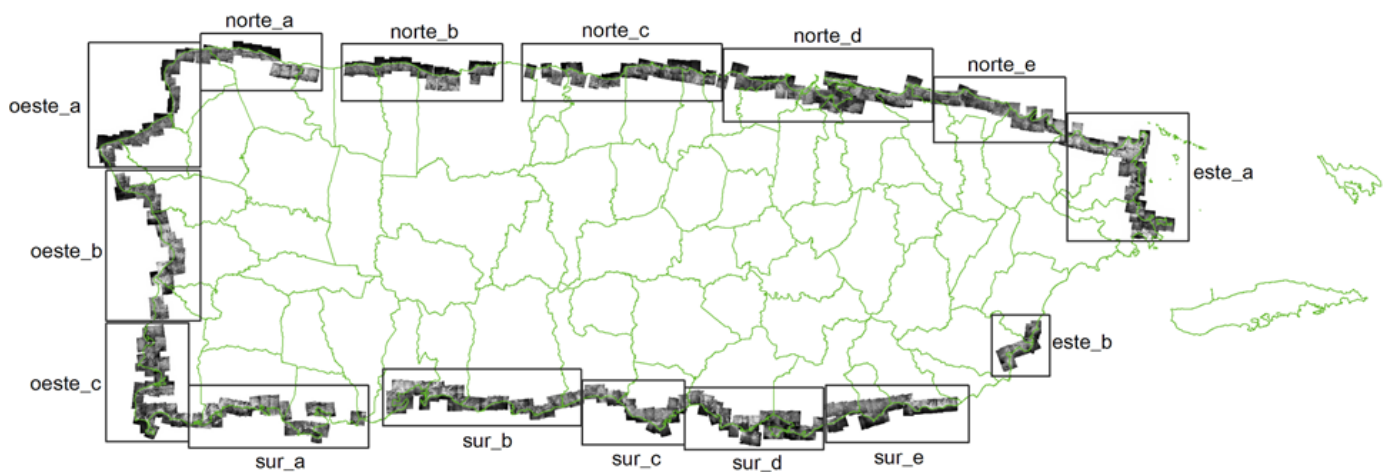 norte_a
norte_b
norte_c
norte_d
norte_e
oeste_a
este_a
oeste_b
este_b
oeste_c
sur_a
sur_b
sur_c
sur_d
sur_e